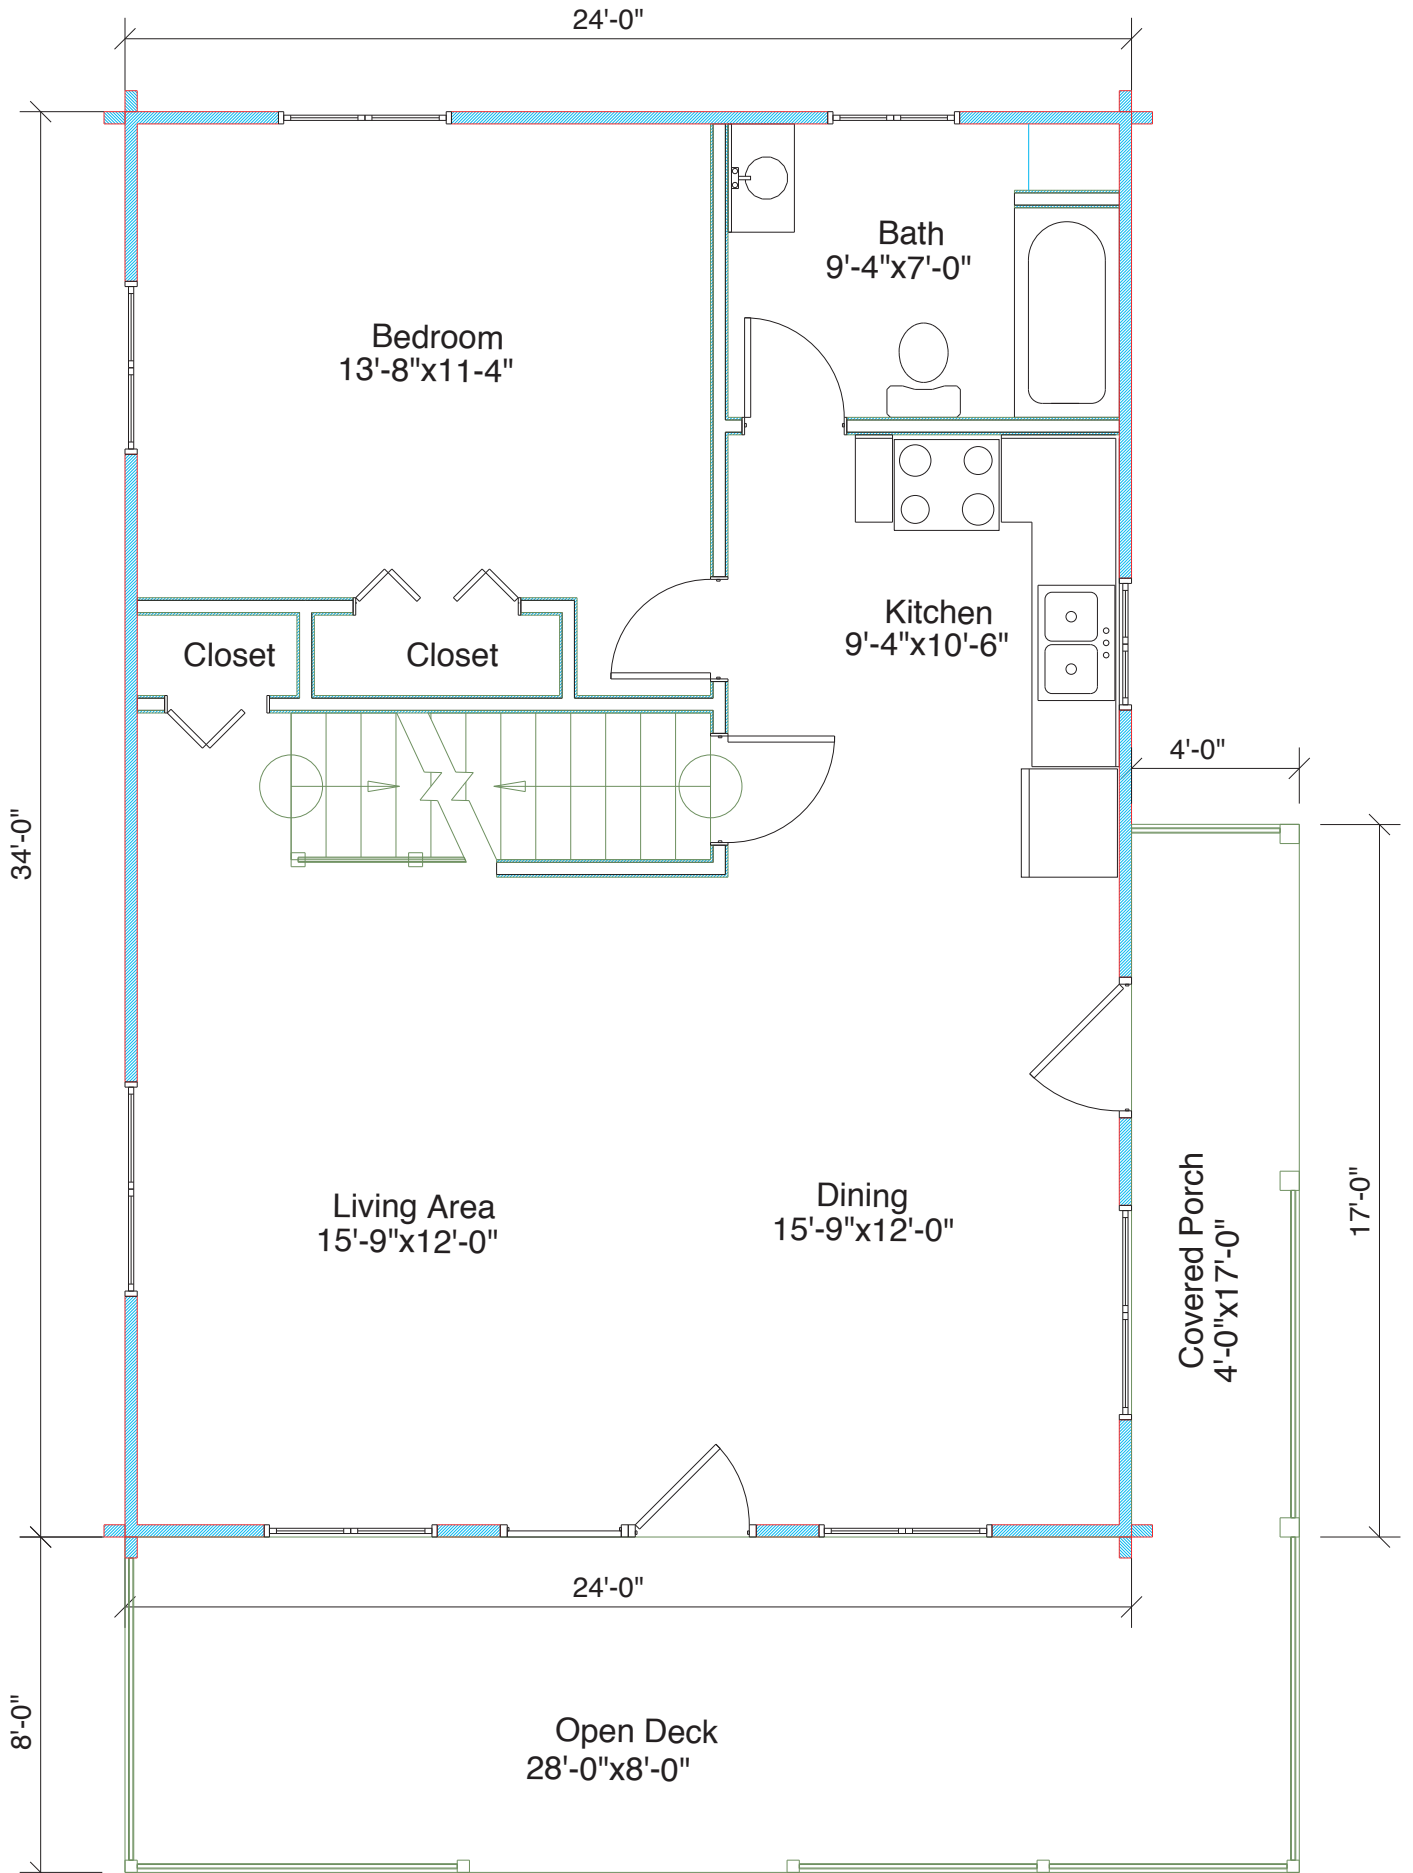 24'-0"
Bath
9'-4"x7'-0"
Bedroom
13'-8"x11-4"
Kitchen
9'-4"x10'-6"
Closet
Closet
4'-0"
34'-0"
Living Area
15'-9"x12'-0"
Dining
15'-9"x12'-0"
Covered Porch
4'-0"x17'-0"
17'-0"
24'-0"
8'-0"
Open Deck
28'-0"x8'-0"